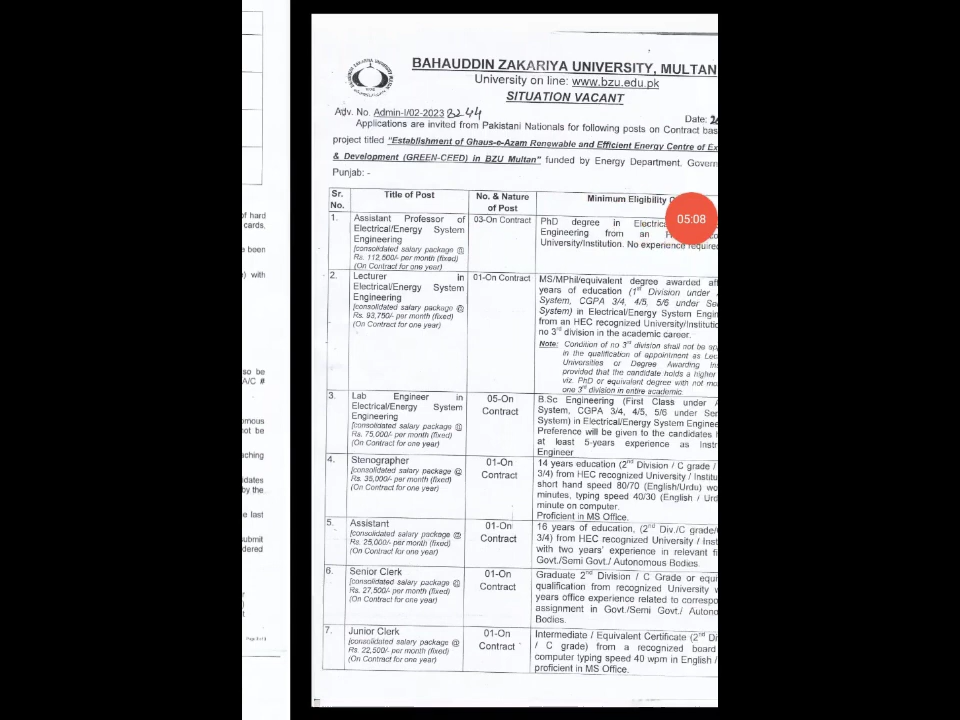 of hard
cards.
been
) with
so be
A/C #
omous
not be
aching
idates
by the
e last
submit
dered
BAHAUDDIN ZAKARIYA UNIVERSITY, MULTAN
University on line: www.bzu.edu.pk
SITUATION VACANT
Adv. No. Admin-I/02-2023 3244
Date:
Applications are invited from Pakistani Nationals for following posts on Contract bas
project titled "Establishment of Ghaus-e-Azam Renewable and Efficient Energy Centre of Ex
& Development (GREEN-CEED) in BZU Multan" funded by Energy Department. Govern
Punjab: -
Sr. No. Title of Post No. & Nature of Post Minimum Eligibility
05:08
1. Assistant Professor of
Electrical/Energy System
Engineering
[consolidated salary package @
Rs. 112,500/- per month (fixed)
(On Contract for one year)
03-On Contract
PhD degree in Electric
Engineering from an
University/Institution. No experience required
2. Lecturer in
Electrical/Energy System
Engineering
[consolidated salary package @
Rs. 93,750/- per month (fixed)
(On Contract for one year)
01-On Contract
MS/MPhil/equivalent degree awarded aft
years of education (1st Division under
System, CGPA 3/4, 4/5, 5/6 under Se
System) in Electrical/Energy System Engin
from an HEC recognized University/Instituti
no 3rd division in the academic career.
Note: Condition of no 3rd division shall not be ap
in the qualification of appointment as Lec
Universities or Degree Awarding Ins
provided that the candidate holds a higher
viz. PhD or equivalent degree with not mo
one 3rd division in entire academic
3. Lab Engineer in
Electrical/Energy System
Engineering
[consolidated salary package @
Rs. 75,000/- per month (fixed)
(On Contract for one year)
05-On
Contract
B.Sc Engineering (First Class under
System, CGPA 3/4, 4/5, 5/6 under Se
System) in Electrical/Energy System Enginee
Preference will be given to the candidates
at least 5-years experience as Instr
Engineer
4. Stenographer
[consolidated salary package @
Rs. 35,000/- per month (fixed)
(On Contract for one year)
01-On
Contract
14 years education (2nd Division / C grade /
3/4) from HEC recognized University / Institu
short hand speed 80/70 (English/Urdu) wo
minutes, typing speed 40/30 (English / Urd
minute on computer.
Proficient in MS Office.
5. Assistant
[consolidated salary package @
Rs. 25,000/- per month (fixed)
(On Contract for one year)
01-On
Contract
16 years of education, (2nd Div./C grade/
3/4) from HEC recognized University / Inst
with two years' experience in relevant fi
Govt./Semi Govt./ Autonomous Bodies.
6. Senior Clerk
[consolidated salary package @
Rs. 27,500/- per month (fixed)
(On Contract for one year)
01-On
Contract
Graduate 2nd Division / C Grade or equi
qualification from recognized University
years office experience related to correspo
assignment in Govt./Semi Govt./ Autono
Bodies.
7. Junior Clerk
[consolidated salary package @
Rs. 22,500/- per month (fixed)
(On Contract for one year)
01-On
Contract
Intermediate / Equivalent Certificate (2nd Di
/ C grade) from a recognized board
computer typing speed 40 wpm in English /
proficient in MS Office.